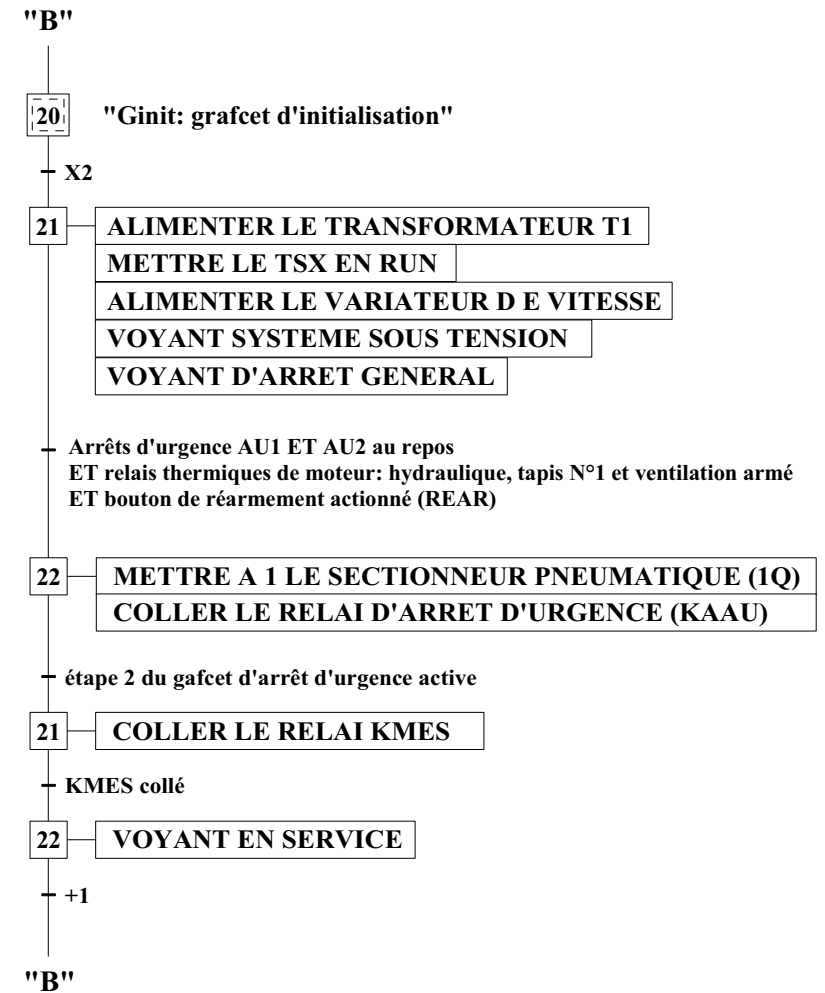 "B"
20 "Ginit: grafcet d'initialisation"
X2
21 ALIMENTER LE TRANSFORMATEUR T1
METTRE LE TSX EN RUN
ALIMENTER LE VARIATEUR D E VITESSE
VOYANT SYSTEME SOUS TENSION
VOYANT D'ARRET GENERAL
Arrêts d'urgence AU1 ET AU2 au repos
ET relais thermiques de moteur: hydraulique, tapis N°1 et ventilation armé
ET bouton de réarmement actionné (REAR)
22 METTRE A 1 LE SECTIONNEUR PNEUMATIQUE (1Q)
COLLER LE RELAI D'ARRET D'URGENCE (KAAU)
étape 2 du gafcet d'arrêt d'urgence active
21 COLLER LE RELAI KMES
KMES collé
22 VOYANT EN SERVICE
+1
"B"